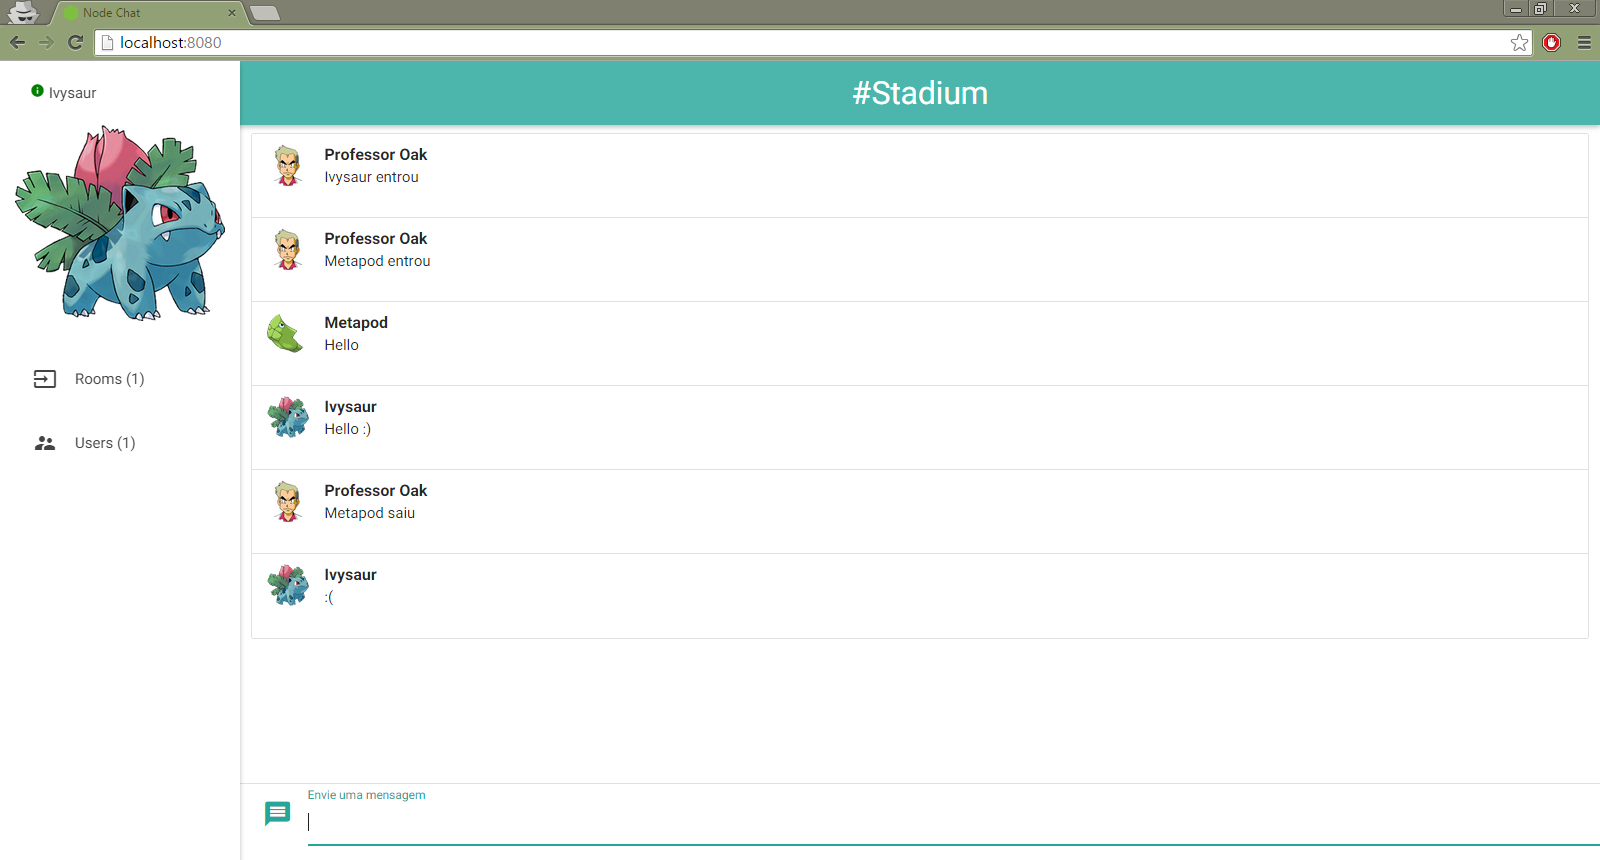 Node Chat
localhost:8080
Ivysaur
Rooms (1)
Users (1)
#Stadium
Professor Oak
Ivysaur entrou
Professor Oak
Metapod entrou
Metapod
Hello
Ivysaur
Hello :)
Professor Oak
Metapod saiu
Ivysaur
:(
Envie uma mensagem